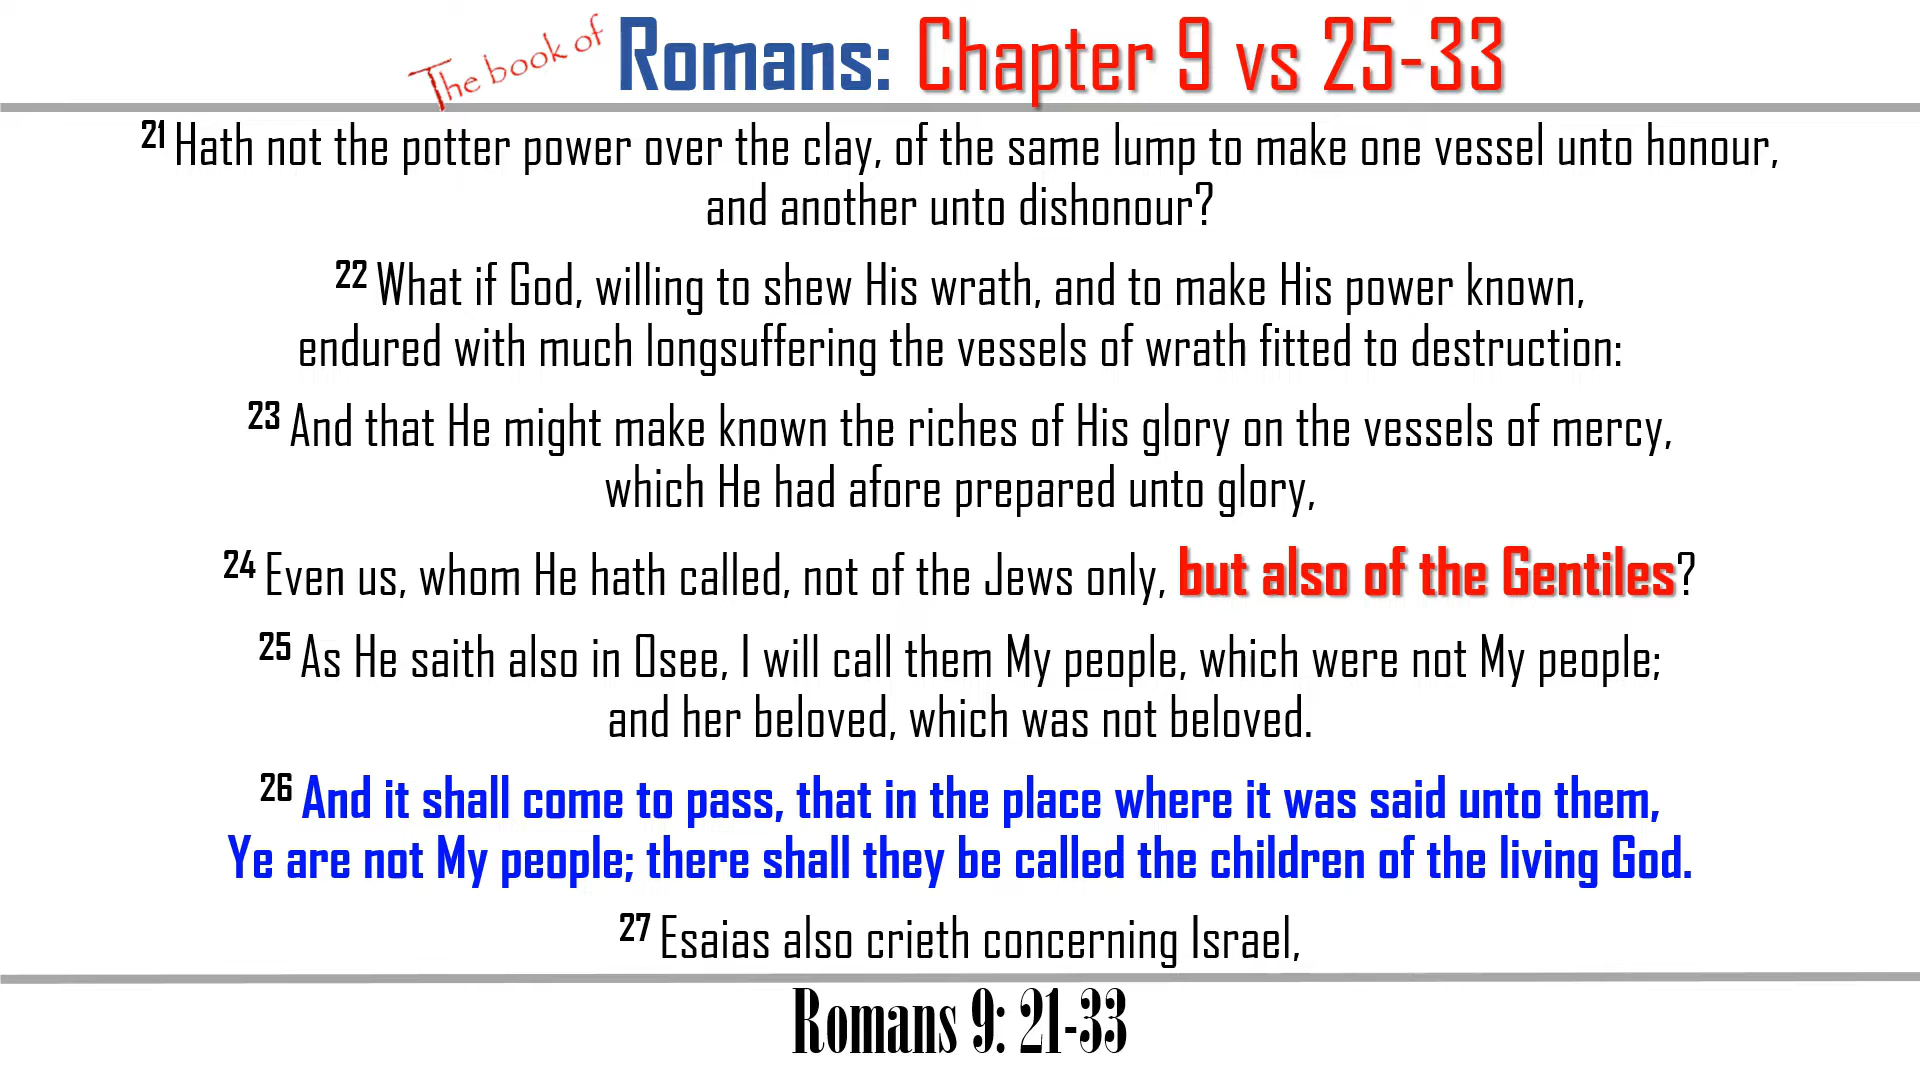 The book of Romans: Chapter 9 vs 25-33
21 Hath not the potter power over the clay, of the same lump to make one vessel unto honour,
and another unto dishonour?
22 What if God, willing to shew His wrath, and to make His power known,
endured with much longsuffering the vessels of wrath fitted to destruction:
23 And that He might make known the riches of His glory on the vessels of mercy,
which He had afore prepared unto glory,
24 Even us, whom He hath called, not of the Jews only, but also of the Gentiles?
25 As He saith also in Osee, I will call them My people, which were not My people;
and her beloved, which was not beloved.
26 And it shall come to pass, that in the place where it was said unto them,
Ye are not My people; there shall they be called the children of the living God.
27 Esaias also crieth concerning Israel,
Romans 9: 21-33